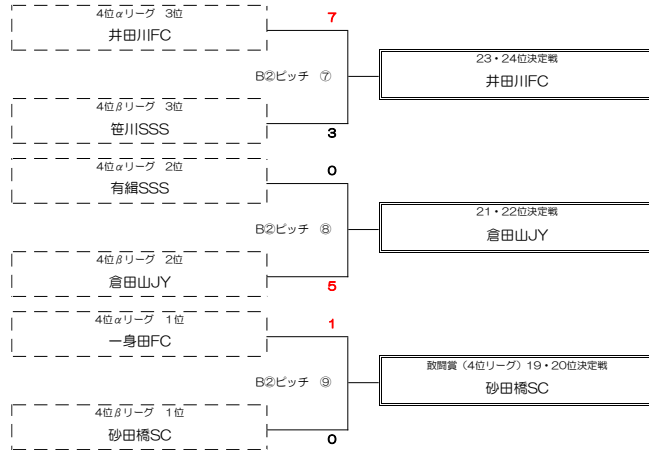 4位αリーグ 3位
井田川FC
7
B②ピッチ ⑦
23・24位決定戦
井田川FC
4位βリーグ 3位
笹川SSS
3
4位αリーグ 2位
有緝SSS
0
B②ピッチ ⑧
21・22位決定戦
倉田山JY
4位βリーグ 2位
倉田山JY
5
4位αリーグ 1位
一身田FC
1
B②ピッチ ⑨
敢闘賞（4位リーグ）19・20位決定戦
砂田橋SC
4位βリーグ 1位
砂田橋SC
0